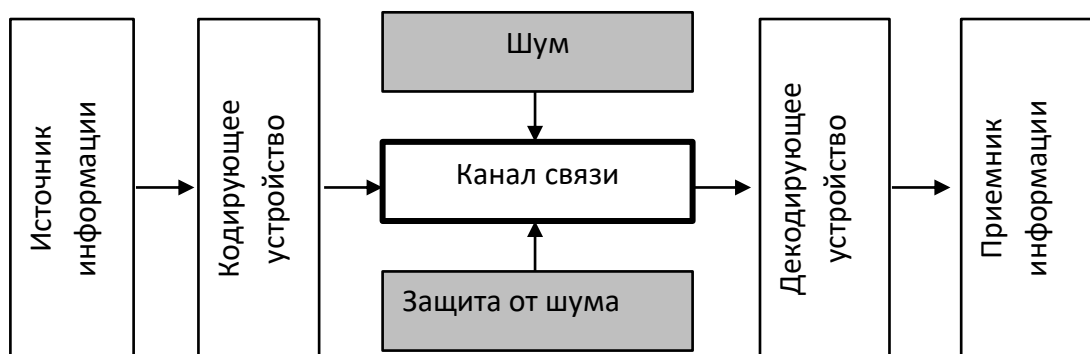 Источник
информации
Кодирующее
устройство
Шум
Канал связи
Защита от шума
Декодирующее
устройство
Приемник
информации